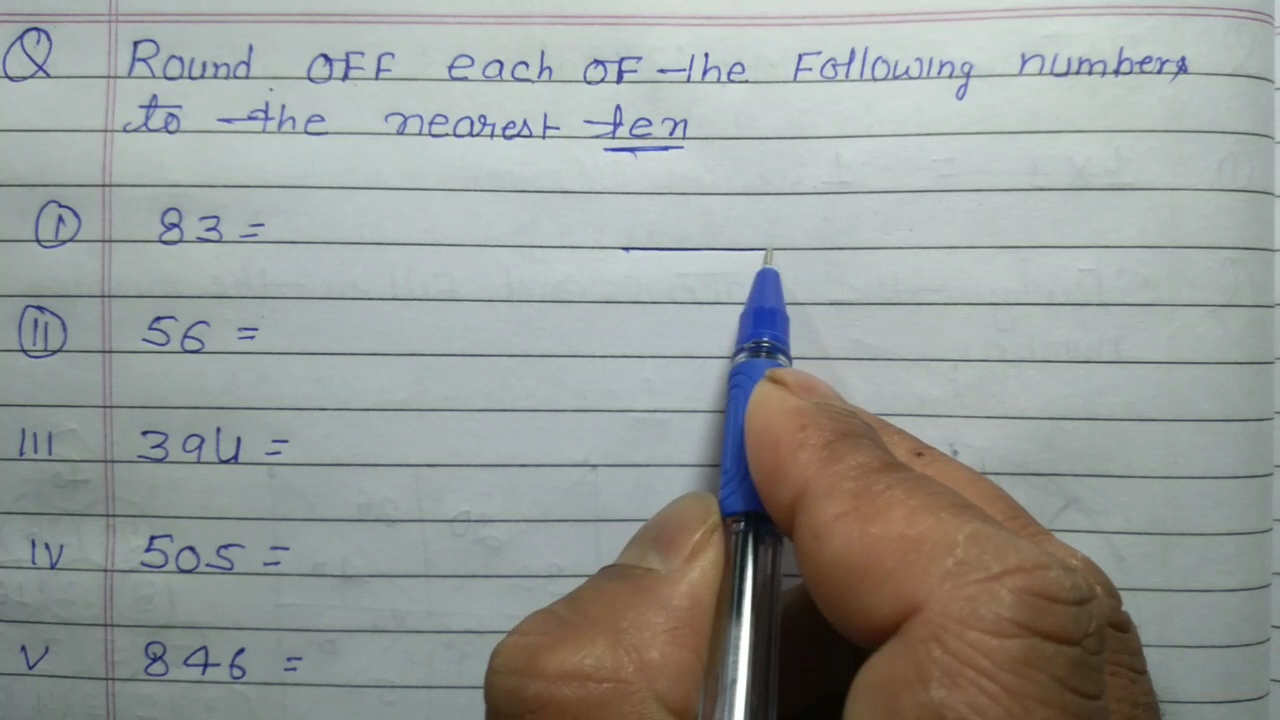 Q Round OFF each OF the Following numbers
to the nearest ten
I 83 =
II 56 =
III 394 =
IV 505 =
V 846 =